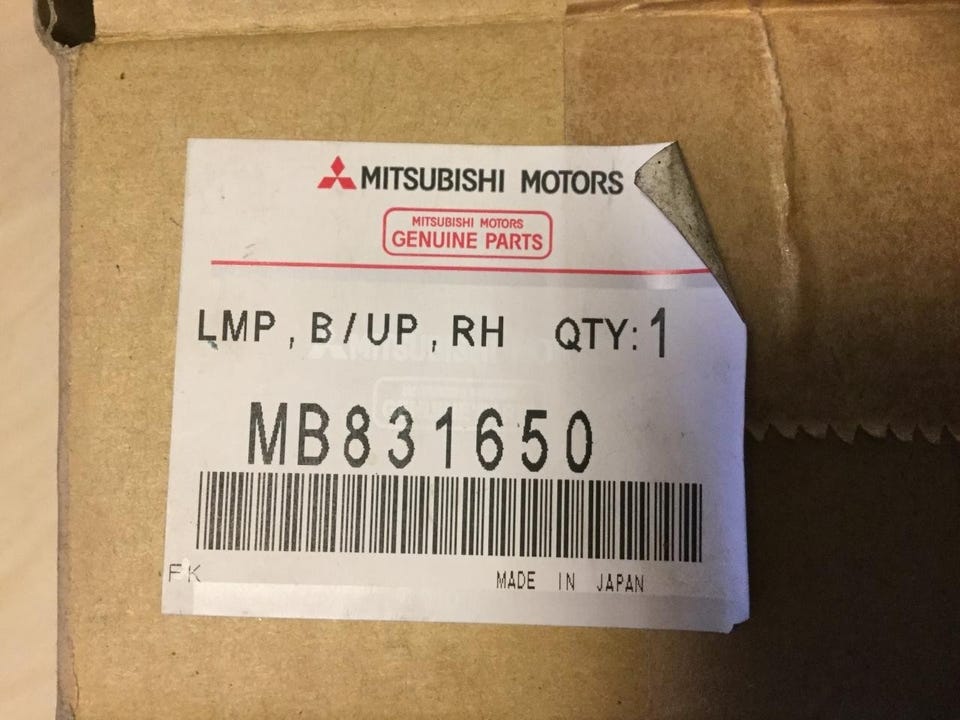 MITSUBISHI MOTORS
MITSUBISHI MOTORS
GENUINE PARTS
LMP, B/UP, RH QTY: 1
MB831650
FK MADE IN JAPAN